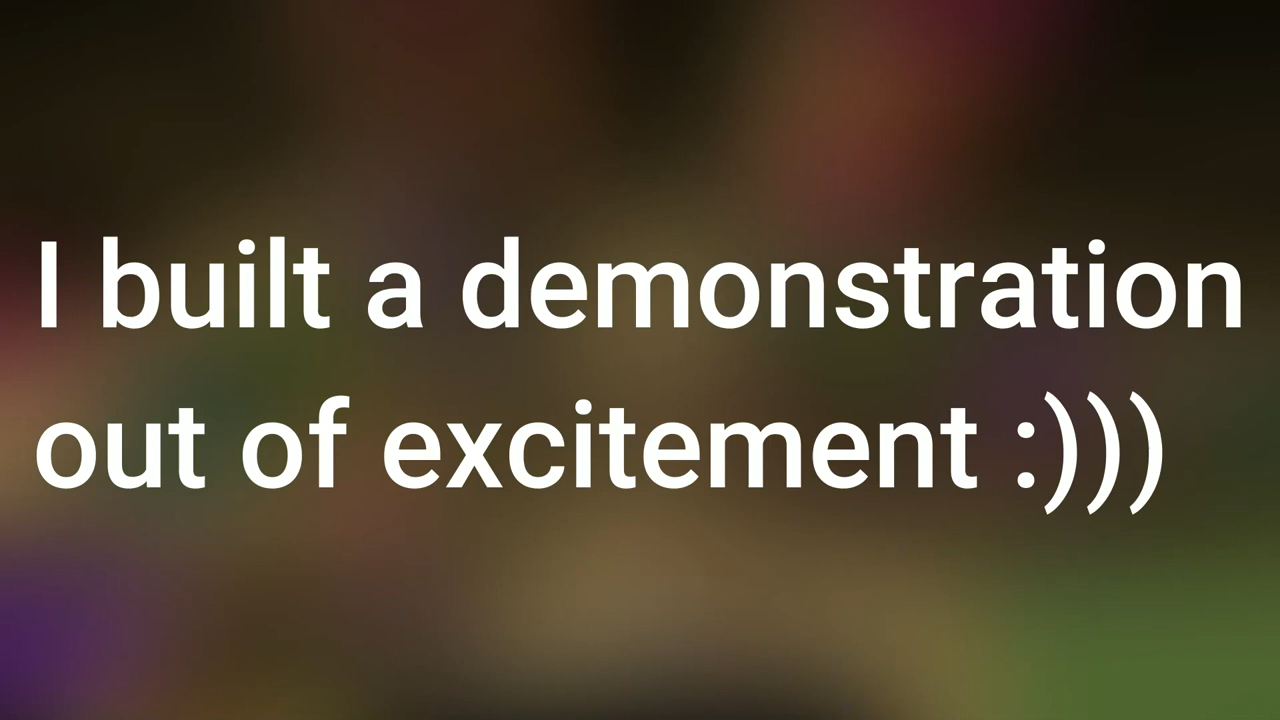 I built a demonstration
out of excitement :)))